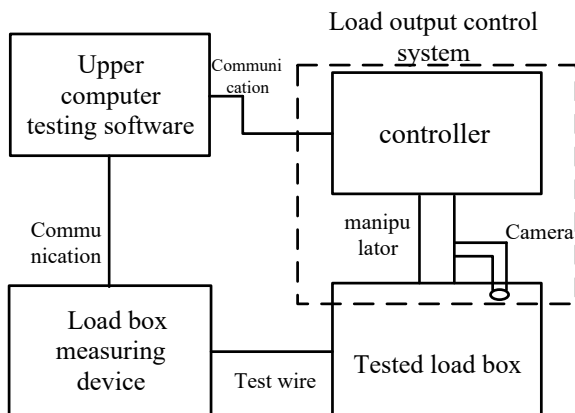 Load output control
system
Upper
computer
testing software
Communi
cation
controller
manipu
lator
Camera
Commu
nication
Load box
measuring
device
Test wire
Tested load box